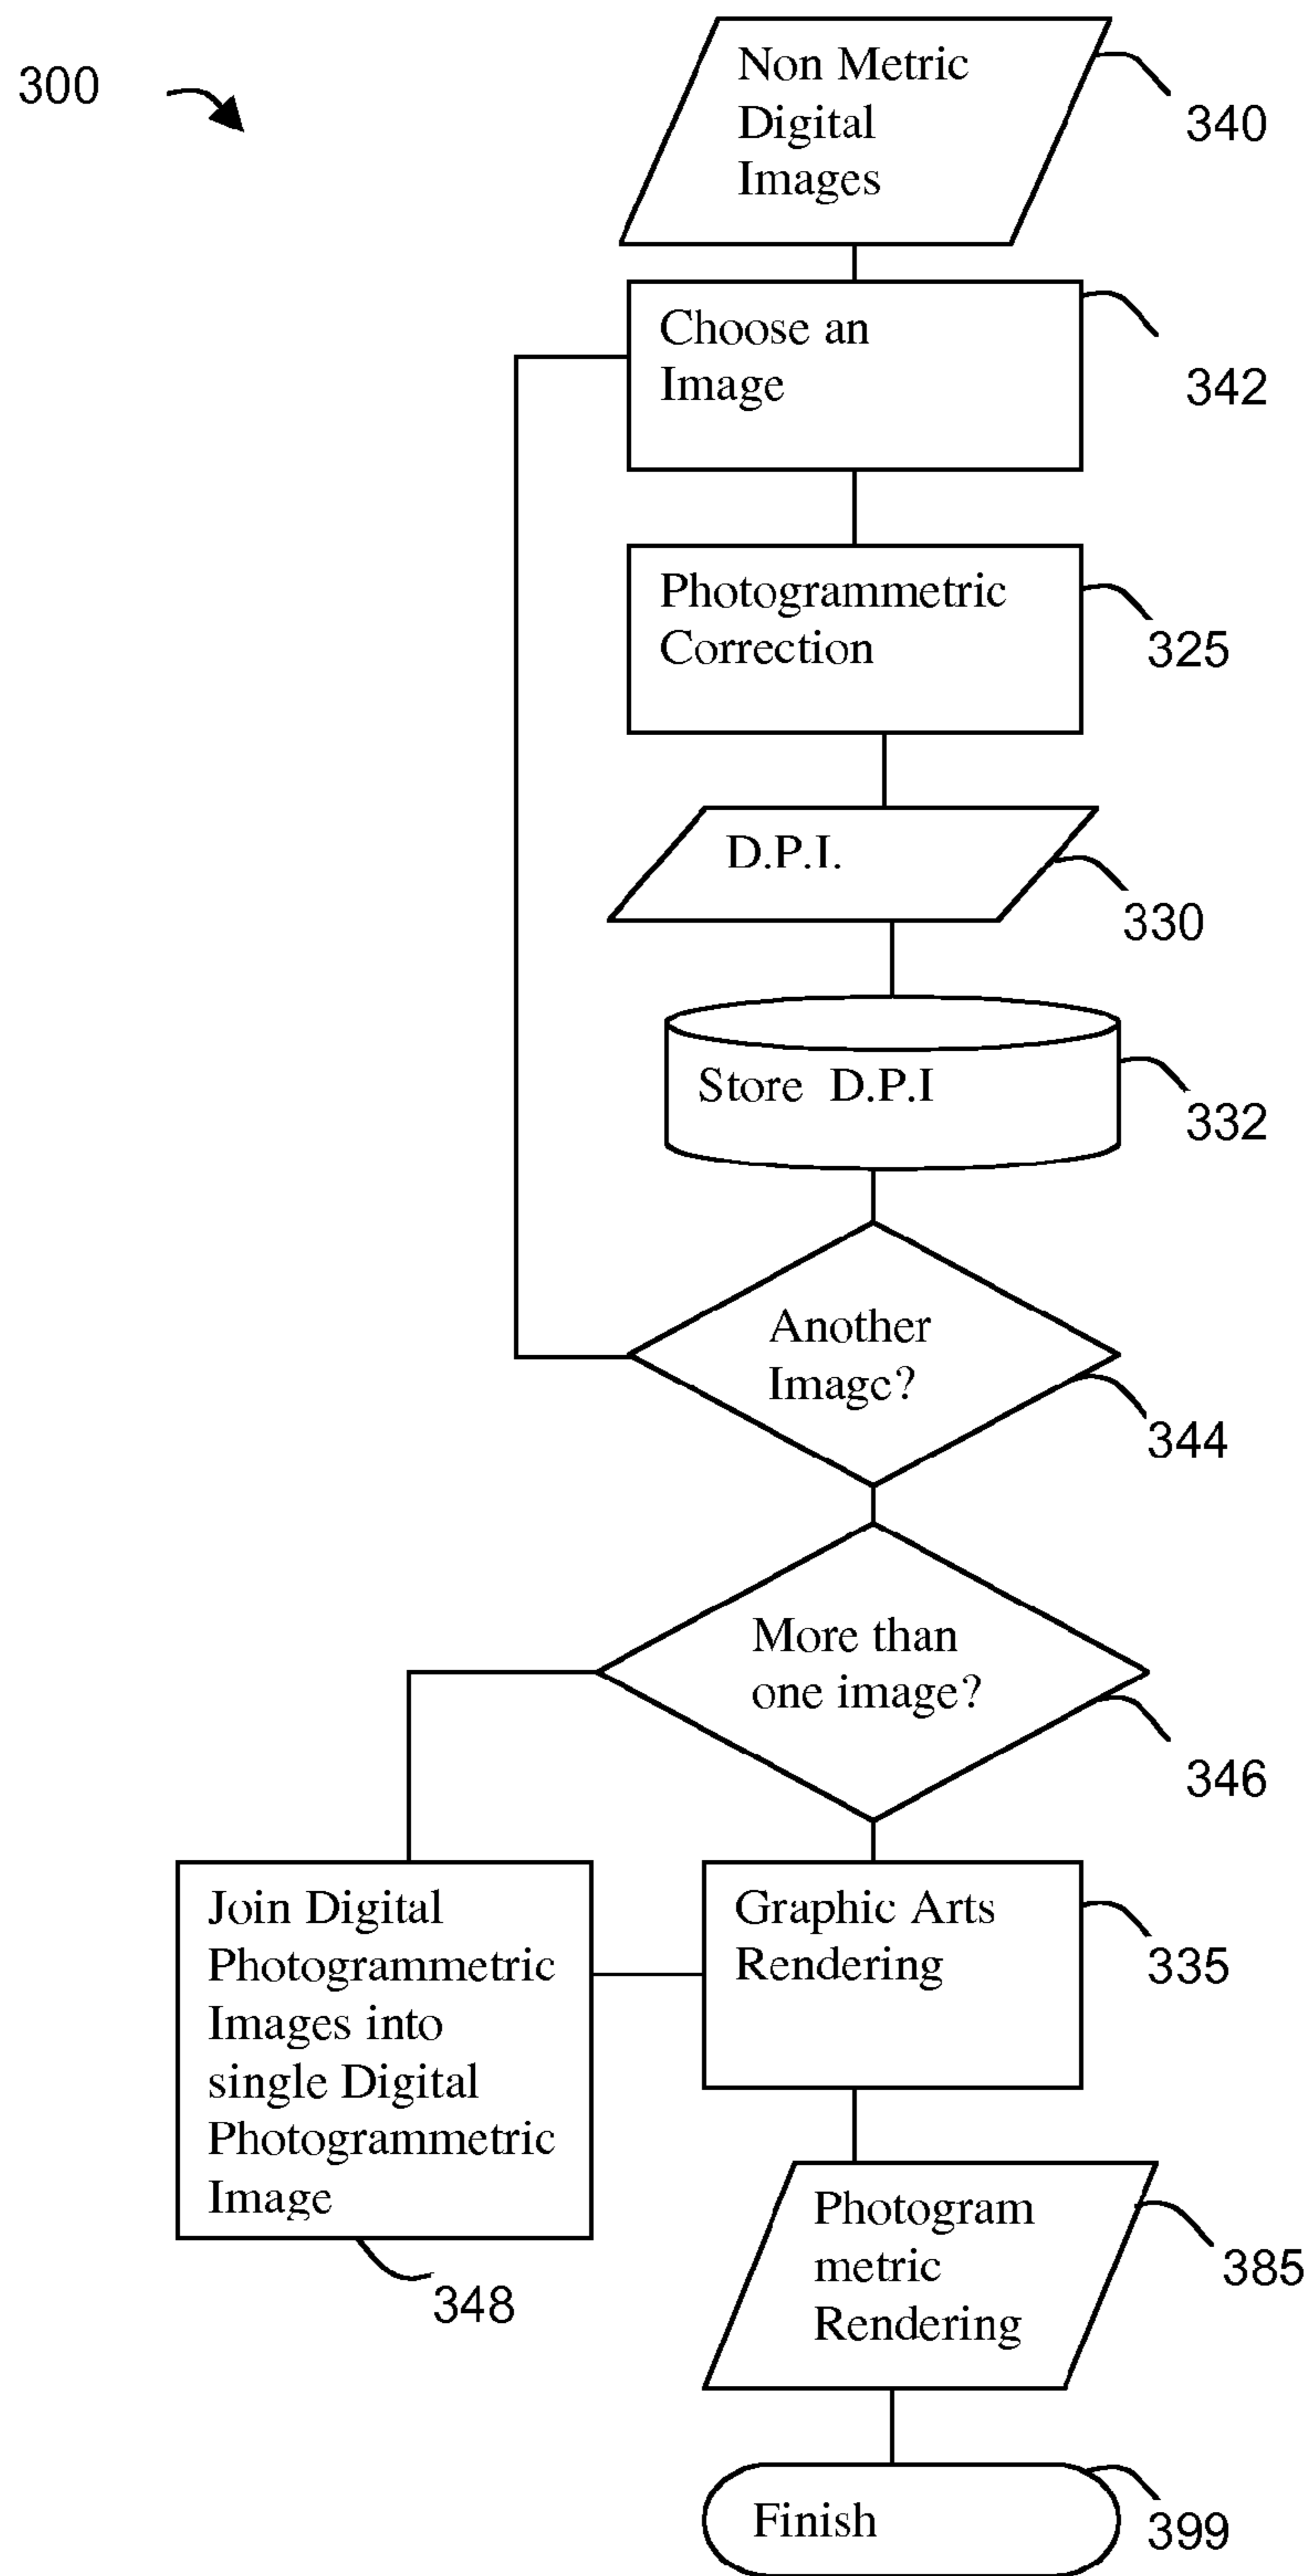 300
Non Metric
Digital
Images
340
Choose an
Image
342
Photogrammetric
Correction
325
D.P.I.
330
Store D.P.I
332
Another
Image?
344
More than
one image?
346
Join Digital
Photogrammetric
Images into
single Digital
Photogrammetric
Image
348
Graphic Arts
Rendering
335
Photogram
metric
Rendering
385
Finish
399